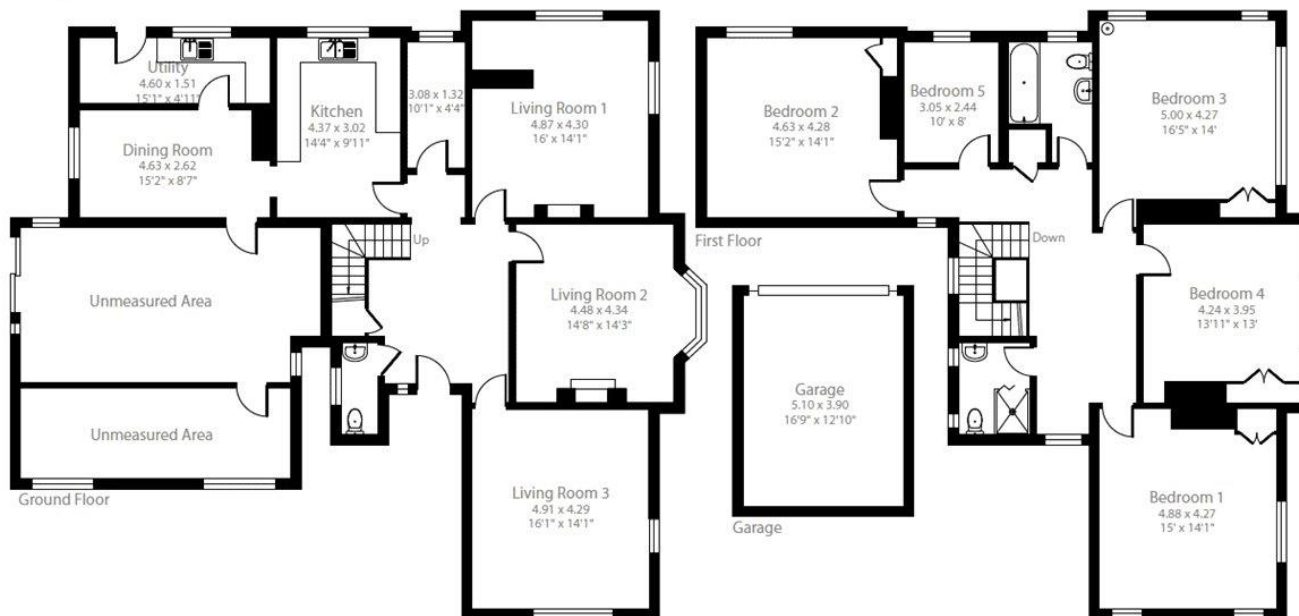 Utility
4.60 x 1.51
15'1" x 4'11"
Kitchen
4.37 x 3.02
14'4" x 9'11"
3.08 x 1.32
10'1" x 4'4"
Living Room 1
4.87 x 4.30
16' x 14'1"
Dining Room
4.63 x 2.62
15'2" x 8'7"
Up
Unmeasured Area
Living Room 2
4.48 x 4.34
14'8" x 14'3"
Unmeasured Area
Living Room 3
4.91 x 4.29
16'1" x 14'1"
Ground Floor
Bedroom 2
4.63 x 4.28
15'2" x 14'1"
Bedroom 5
3.05 x 2.44
10' x 8'
Bedroom 3
5.00 x 4.27
16'5" x 14'
First Floor
Down
Bedroom 4
4.24 x 3.95
13'11" x 13'
Bedroom 1
4.88 x 4.27
15' x 14'1"
Garage
5.10 x 3.90
16'9" x 12'10"
Garage